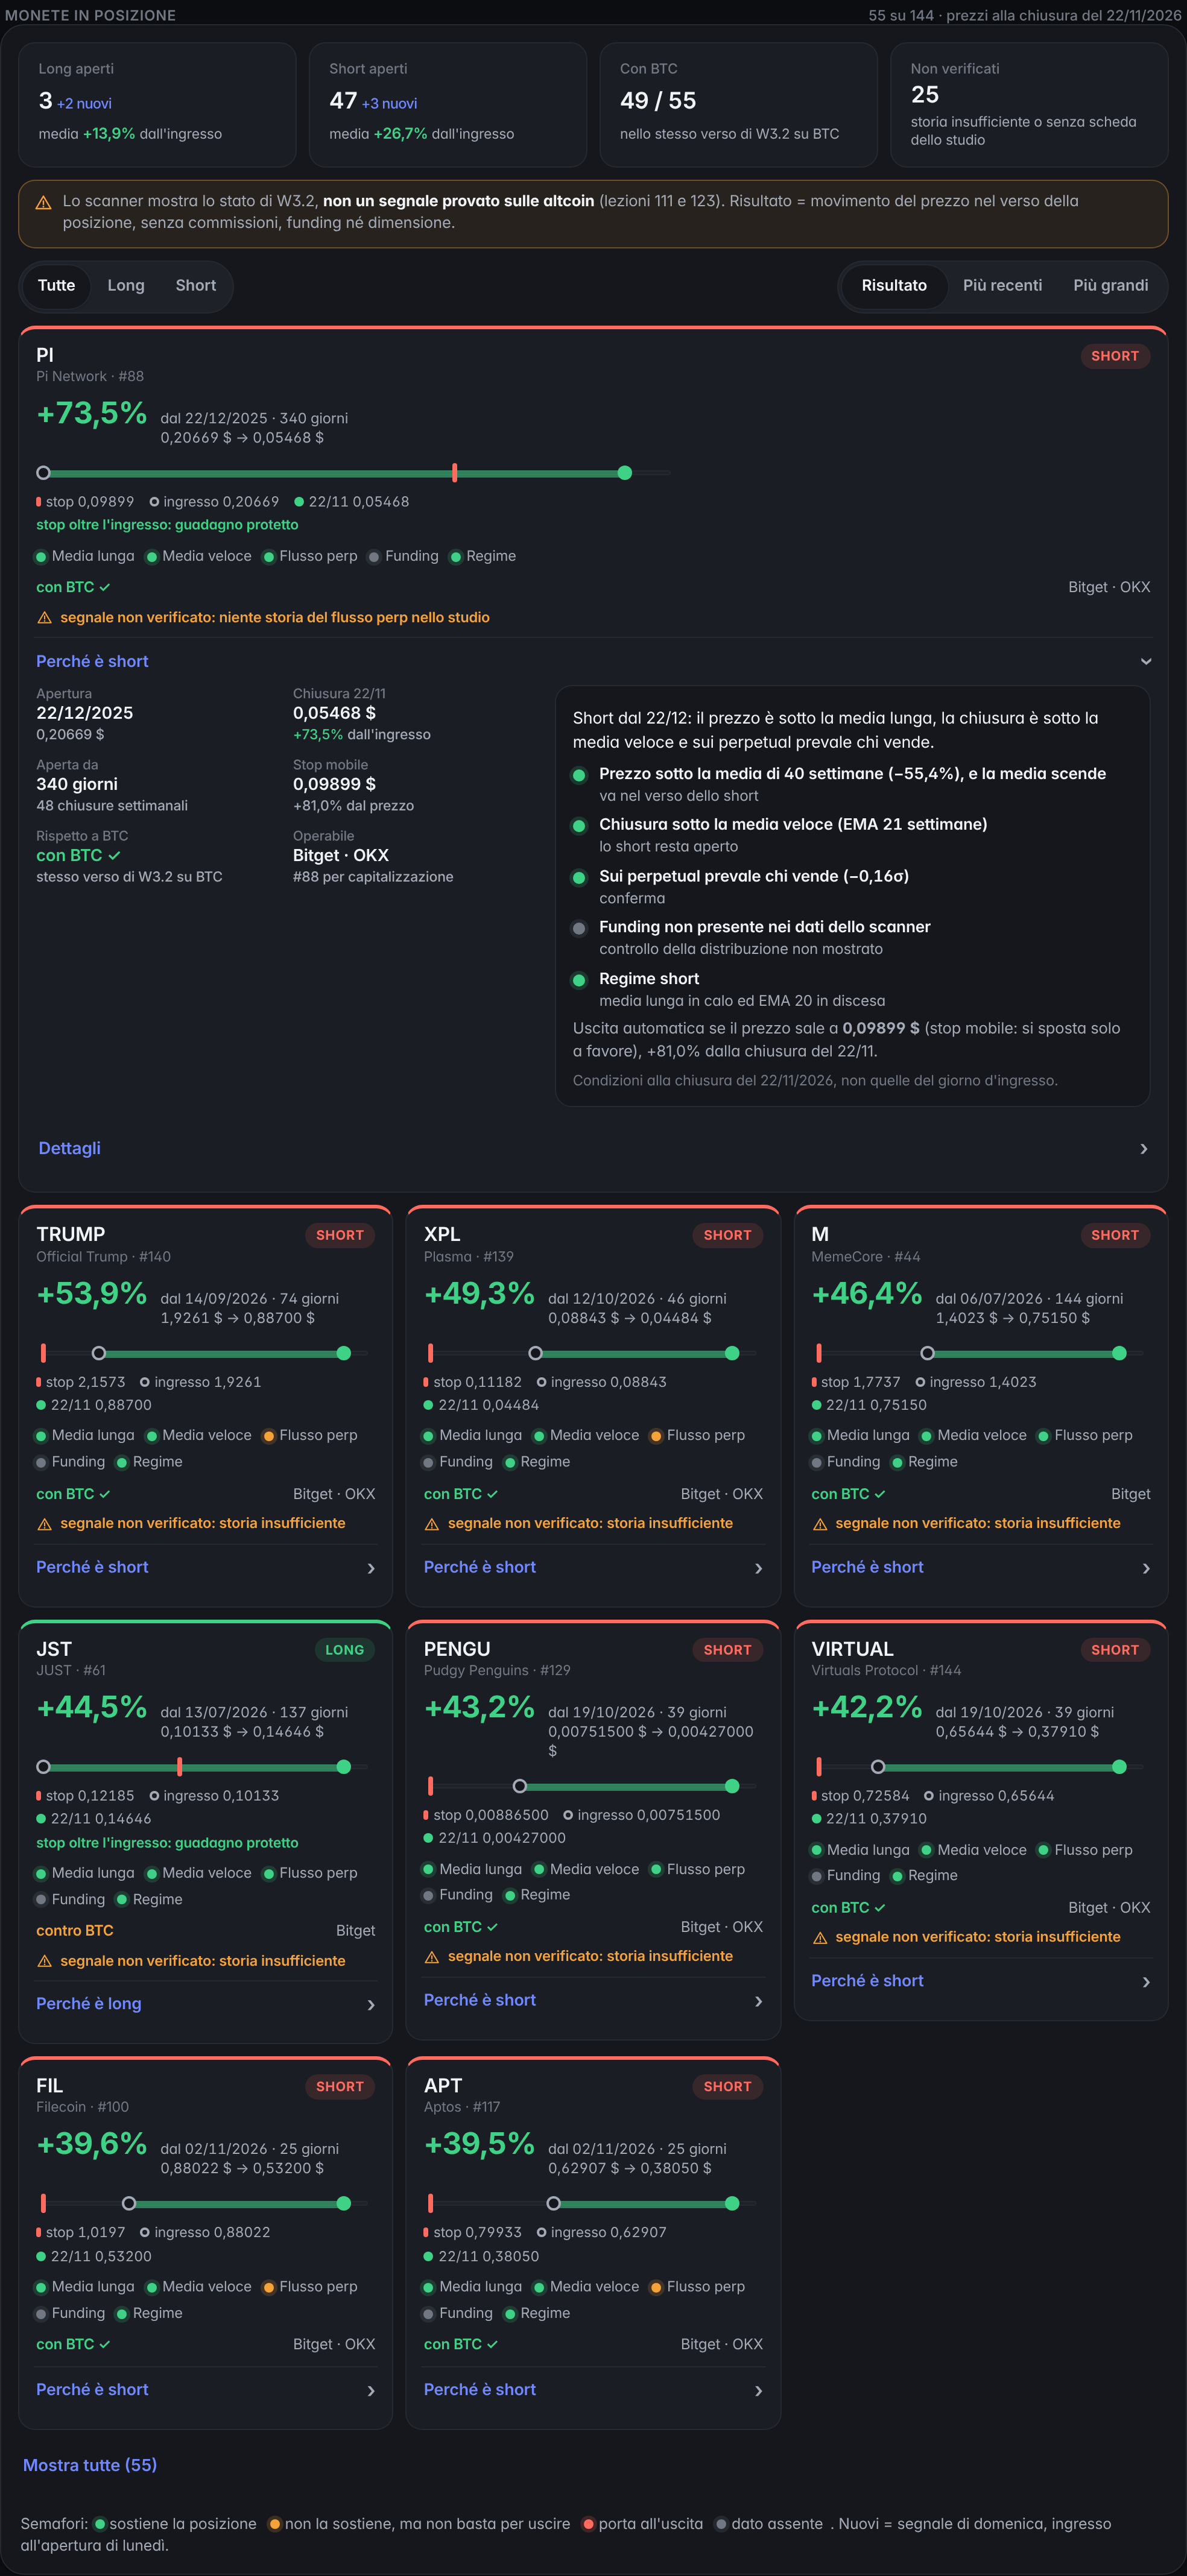 MONETE IN POSIZIONE
55 su 144 · prezzi alla chiusura del 22/11/2026
Long aperti
3 +2 nuovi
media +13,9% dall'ingresso
Short aperti
47 +3 nuovi
media +26,7% dall'ingresso
Con BTC
49 / 55
nello stesso verso di W3.2 su BTC
Non verificati
25
storia insufficiente o senza scheda
dello studio
Lo scanner mostra lo stato di W3.2, non un segnale provato sulle altcoin (lezioni 111 e 123). Risultato = movimento del prezzo nel verso della
posizione, senza commissioni, funding né dimensione.
Tutte Long Short
Risultato Più recenti Più grandi
PI
SHORT
Pi Network · #88
+73,5%
dal 22/12/2025 · 340 giorni
0,20669 $ → 0,05468 $
stop 0,09899 ingresso 0,20669 22/11 0,05468
stop oltre l'ingresso: guadagno protetto
Media lunga Media veloce Flusso perp Funding Regime
con BTC ✓
Bitget · OKX
segnale non verificato: niente storia del flusso perp nello studio
Perché è short
Apertura
22/12/2025
0,20669 $
Chiusura 22/11
0,05468 $
+73,5% dall'ingresso
Aperta da
340 giorni
48 chiusure settimanali
Stop mobile
0,09899 $
+81,0% dal prezzo
Rispetto a BTC
con BTC ✓
stesso verso di W3.2 su BTC
Operabile
Bitget · OKX
#88 per capitalizzazione
Short dal 22/12: il prezzo è sotto la media lunga, la chiusura è sotto la
media veloce e sui perpetual prevale chi vende.
Prezzo sotto la media di 40 settimane (−55,4%), e la media scende
va nel verso dello short
Chiusura sotto la media veloce (EMA 21 settimane)
lo short resta aperto
Sui perpetual prevale chi vende (−0,16σ)
conferma
Funding non presente nei dati dello scanner
controllo della distribuzione non mostrato
Regime short
media lunga in calo ed EMA 20 in discesa
Uscita automatica se il prezzo sale a 0,09899 $ (stop mobile: si sposta solo
a favore), +81,0% dalla chiusura del 22/11.
Condizioni alla chiusura del 22/11/2026, non quelle del giorno d'ingresso.
Dettagli
TRUMP
SHORT
Official Trump · #140
+53,9%
dal 14/09/2026 · 74 giorni
1,9261 $ → 0,88700 $
stop 2,1573 ingresso 1,9261
22/11 0,88700
Media lunga Media veloce Flusso perp
Funding Regime
con BTC ✓
Bitget · OKX
segnale non verificato: storia insufficiente
Perché è short
XPL
SHORT
Plasma · #139
+49,3%
dal 12/10/2026 · 46 giorni
0,08843 $ → 0,04484 $
stop 0,11182 ingresso 0,08843
22/11 0,04484
Media lunga Media veloce Flusso perp
Funding Regime
con BTC ✓
Bitget · OKX
segnale non verificato: storia insufficiente
Perché è short
M
SHORT
MemeCore · #44
+46,4%
dal 06/07/2026 · 144 giorni
1,4023 $ → 0,75150 $
stop 1,7737 ingresso 1,4023
22/11 0,75150
Media lunga Media veloce Flusso perp
Funding Regime
con BTC ✓
Bitget
segnale non verificato: storia insufficiente
Perché è short
JST
LONG
JUST · #61
+44,5%
dal 13/07/2026 · 137 giorni
0,10133 $ → 0,14646 $
stop 0,12185 ingresso 0,10133
22/11 0,14646
stop oltre l'ingresso: guadagno protetto
Media lunga Media veloce Flusso perp
Funding Regime
contro BTC
Bitget
segnale non verificato: storia insufficiente
Perché è long
PENGU
SHORT
Pudgy Penguins · #129
+43,2%
dal 19/10/2026 · 39 giorni
0,00751500 $ → 0,00427000
$
stop 0,00886500 ingresso 0,00751500
22/11 0,00427000
Media lunga Media veloce Flusso perp
Funding Regime
con BTC ✓
Bitget · OKX
segnale non verificato: storia insufficiente
Perché è short
VIRTUAL
SHORT
Virtuals Protocol · #144
+42,2%
dal 19/10/2026 · 39 giorni
0,65644 $ → 0,37910 $
stop 0,72584 ingresso 0,65644
22/11 0,37910
Media lunga Media veloce Flusso perp
Funding Regime
con BTC ✓
Bitget · OKX
segnale non verificato: storia insufficiente
Perché è short
FIL
SHORT
Filecoin · #100
+39,6%
dal 02/11/2026 · 25 giorni
0,88022 $ → 0,53200 $
stop 1,0197 ingresso 0,88022
22/11 0,53200
Media lunga Media veloce Flusso perp
Funding Regime
con BTC ✓
Bitget · OKX
Perché è short
APT
SHORT
Aptos · #117
+39,5%
dal 02/11/2026 · 25 giorni
0,62907 $ → 0,38050 $
stop 0,79933 ingresso 0,62907
22/11 0,38050
Media lunga Media veloce Flusso perp
Funding Regime
con BTC ✓
Bitget · OKX
Perché è short
Mostra tutte (55)
Semafori: sostiene la posizione non la sostiene, ma non basta per uscire porta all'uscita dato assente . Nuovi = segnale di domenica, ingresso
all'apertura di lunedì.